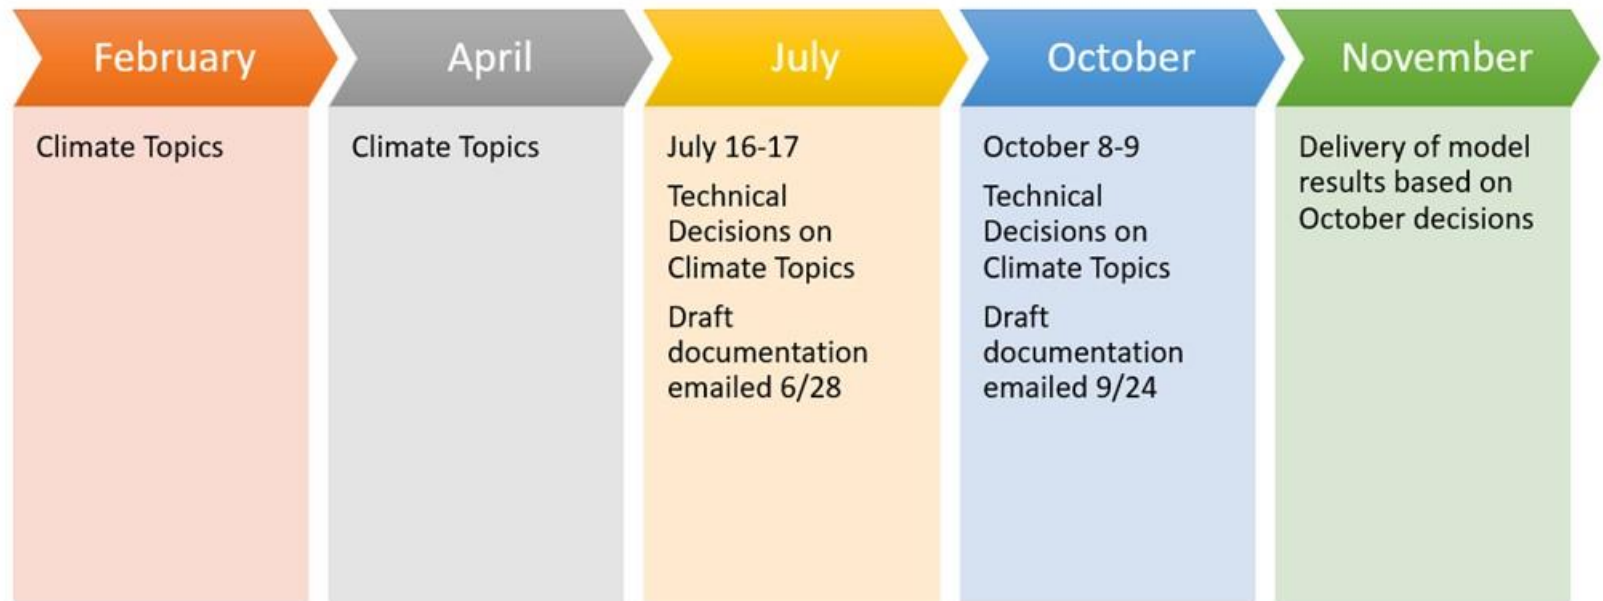 February
Climate Topics
April
Climate Topics
July
July 16-17
Technical
Decisions on
Climate Topics
Draft
documentation
emailed 6/28
October
October 8-9
Technical
Decisions on
Climate Topics
Draft
documentation
emailed 9/24
November
Delivery of model
results based on
October decisions